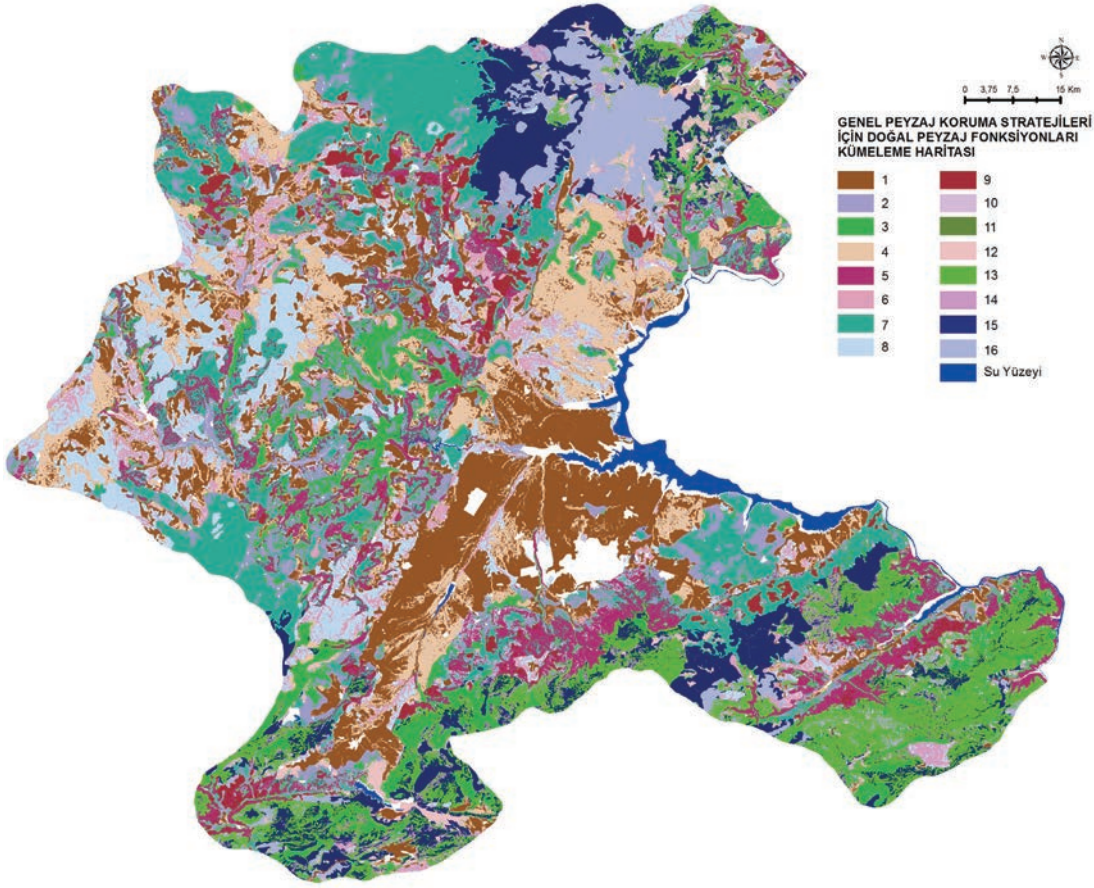 N
W E
S
0 3,75 7,5 15 Km
GENEL PEYZAJ KORUMA STRATEJİLERİ
İÇİN DOĞAL PEYZAJ FONKSİYONLARI
KÜMELEME HARİTASI
1 9
2 10
3 11
4 12
5 13
6 14
7 15
8 16
Su Yüzeyi